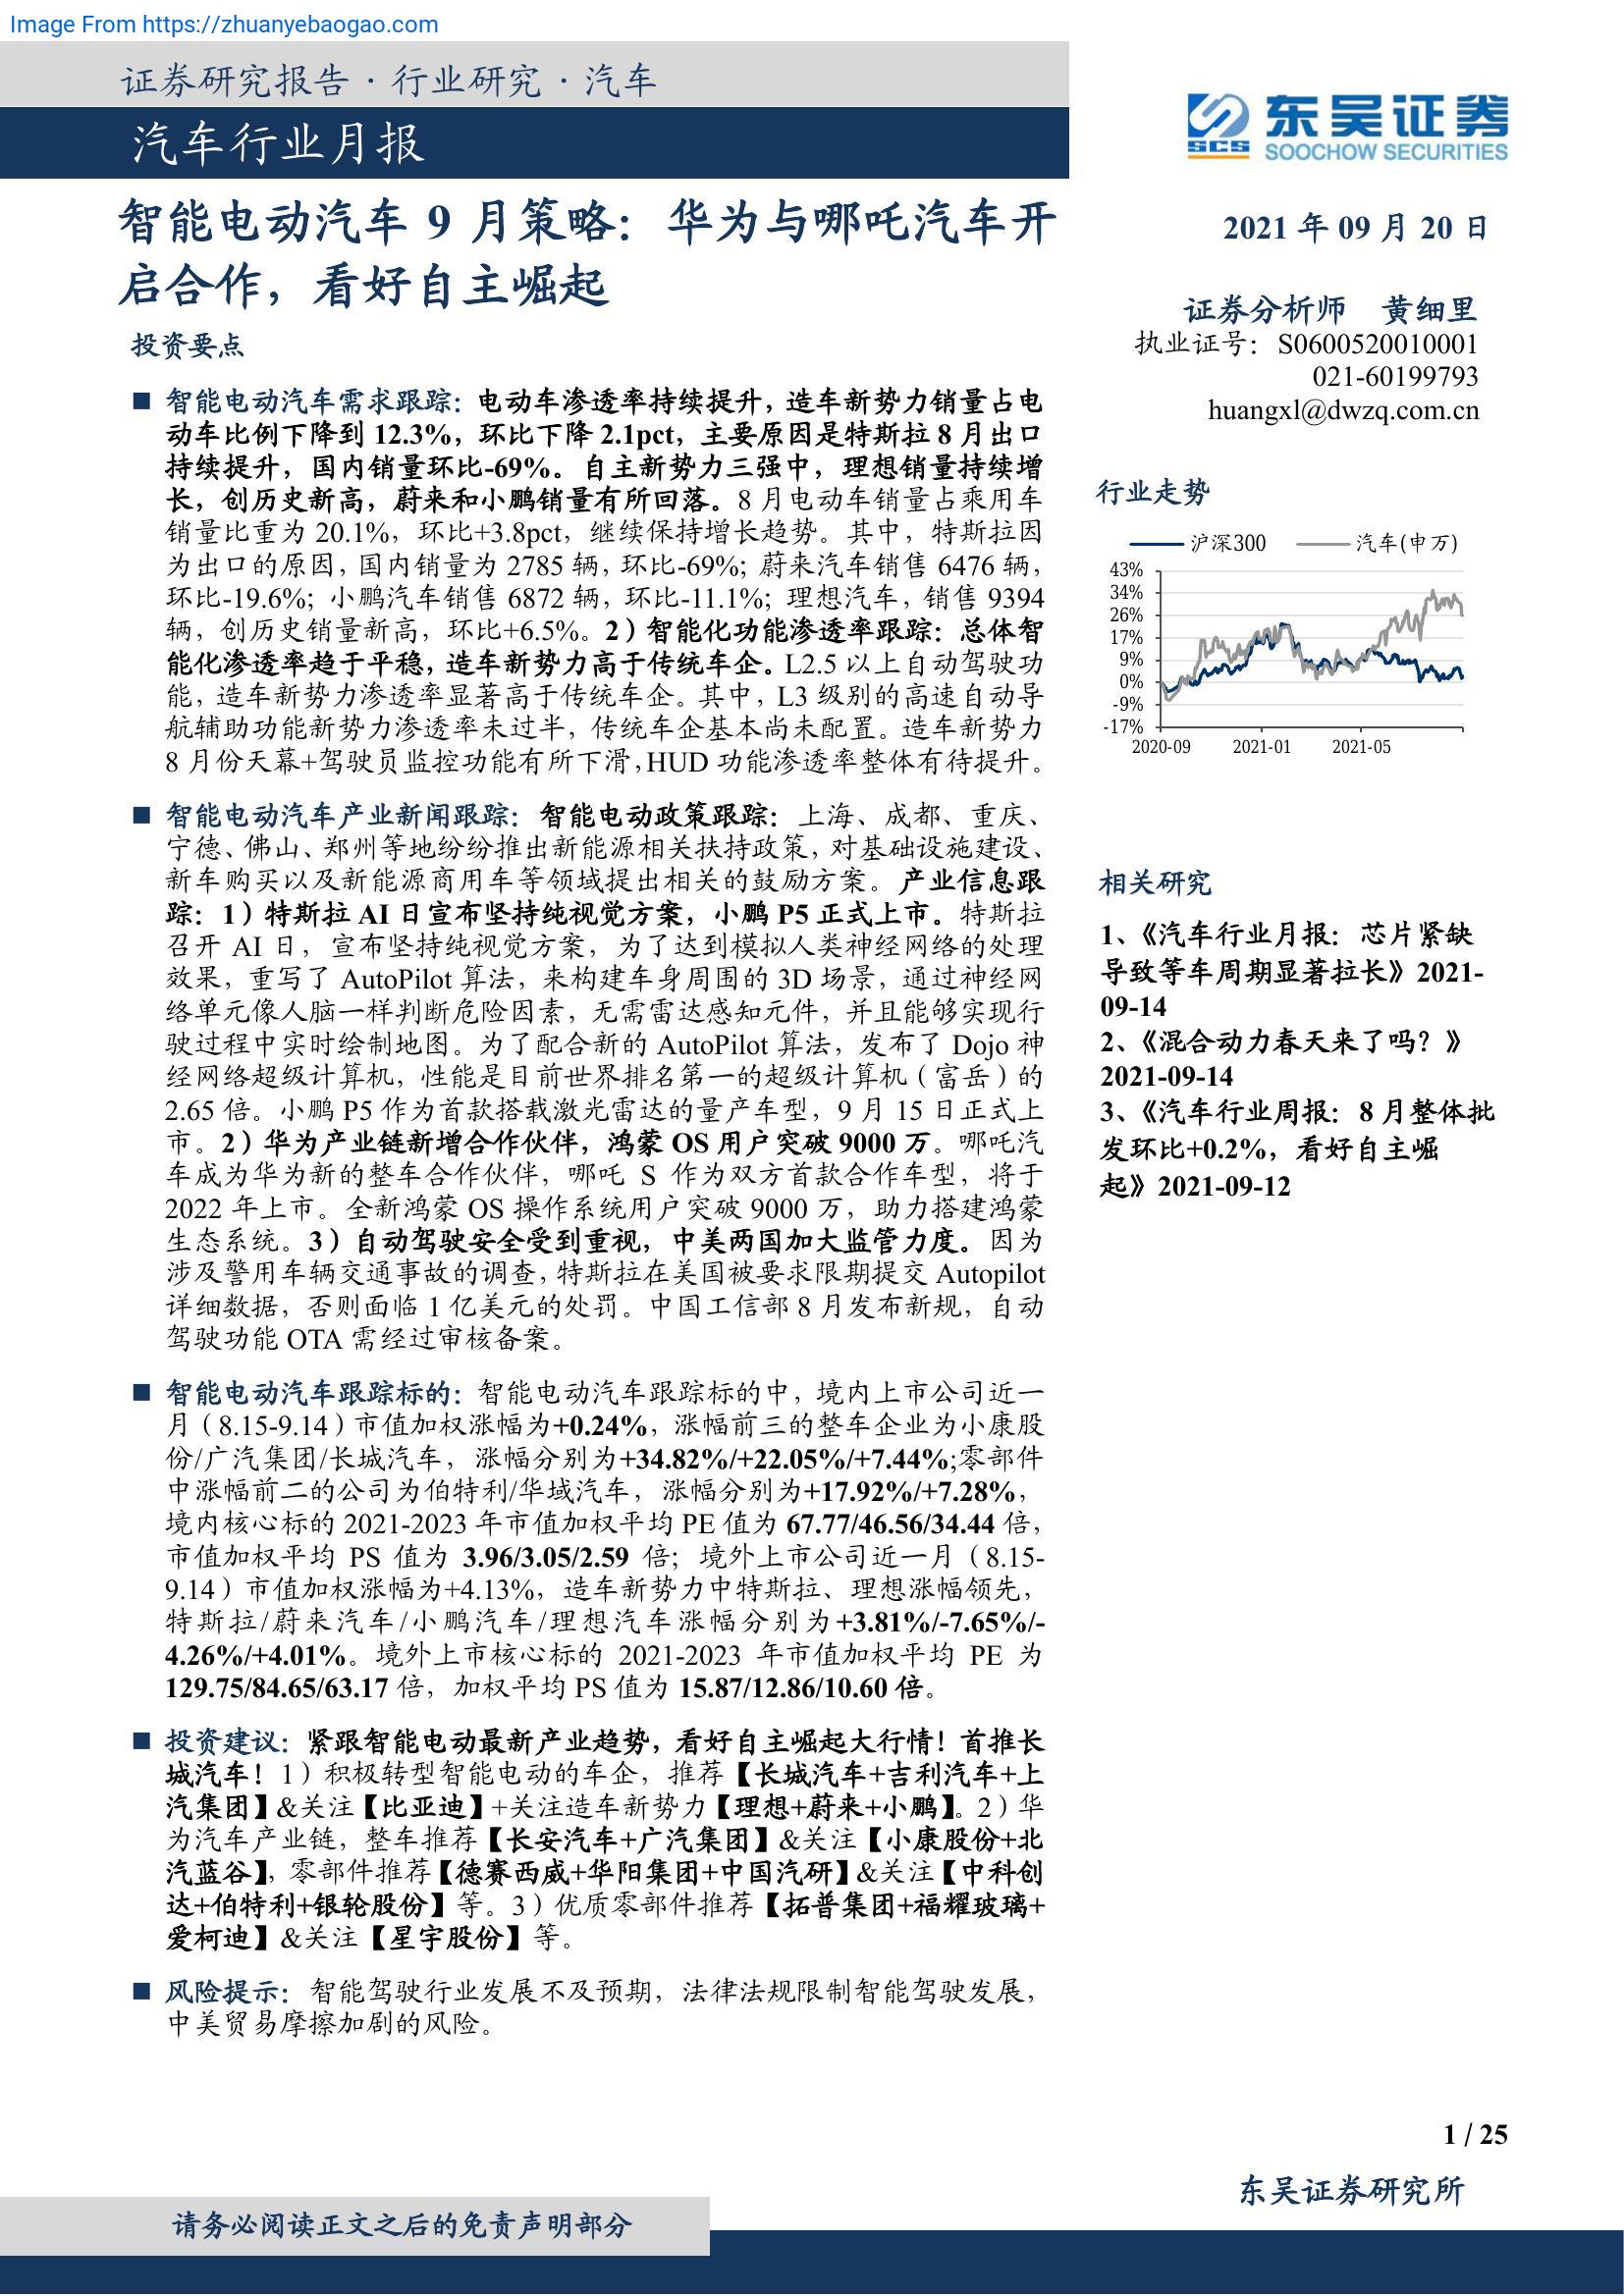 Image From https://zhuanyebaogao.com
证券研究报告·行业研究·汽车
汽车行业月报
东吴证券
SCS SOOCHOW SECURITIES
智能电动汽车 9 月策略：华为与哪吒汽车开
启合作，看好自主崛起
投资要点
■ 智能电动汽车需求跟踪：电动车渗透率持续提升，造车新势力销量占电
动车比例下降到 12.3%，环比下降 2.1pct，主要原因是特斯拉 8 月出口
持续提升，国内销量环比-69%。自主新势力三强中，理想销量持续增
长，创历史新高，蔚来和小鹏销量有所回落。8 月电动车销量占乘用车
销量比重为 20.1%，环比+3.8pct，继续保持增长趋势。其中，特斯拉因
为出口的原因，国内销量为 2785 辆，环比-69%；蔚来汽车销售 6476 辆，
环比-19.6%；小鹏汽车销售 6872 辆，环比-11.1%；理想汽车，销售 9394
辆，创历史销量新高，环比+6.5%。2）智能化功能渗透率跟踪：总体智
能化渗透率趋于平稳，造车新势力高于传统车企。L2.5 以上自动驾驶功
能，造车新势力渗透率显著高于传统车企。其中，L3 级别的高速自动导
航辅助功能新势力渗透率未过半，传统车企基本尚未配置。造车新势力
8 月份天幕+驾驶员监控功能有所下滑，HUD 功能渗透率整体有待提升。
■ 智能电动汽车产业新闻跟踪：智能电动政策跟踪：上海、成都、重庆、
宁德、佛山、郑州等地纷纷推出新能源相关扶持政策，对基础设施建设、
新车购买以及新能源商用车等领域提出相关的鼓励方案。产业信息跟
踪：1）特斯拉 AI 日宣布坚持纯视觉方案，小鹏 P5 正式上市。特斯拉
召开 AI 日，宣布坚持纯视觉方案，为了达到模拟人类神经网络的处理
效果，重写了 AutoPilot 算法，来构建车身周围的 3D 场景，通过神经网
络单元像人脑一样判断危险因素，无需雷达感知元件，并且能够实现行
驶过程中实时绘制地图。为了配合新的 AutoPilot 算法，发布了 Dojo 神
经网络超级计算机，性能是目前世界排名第一的超级计算机（富岳）的
2.65 倍。小鹏 P5 作为首款搭载激光雷达的量产车型，9 月 15 日正式上
市。2）华为产业链新增合作伙伴，鸿蒙 OS 用户突破 9000 万。哪吒汽
车成为华为新的整车合作伙伴，哪吒 S 作为双方首款合作车型，将于
2022 年上市。全新鸿蒙 OS 操作系统用户突破 9000 万，助力搭建鸿蒙
生态系统。3）自动驾驶安全受到重视，中美两国加大监管力度。因为
涉及警用车辆交通事故的调查，特斯拉在美国被要求限期提交 Autopilot
详细数据，否则面临 1 亿美元的处罚。中国工信部 8 月发布新规，自动
驾驶功能 OTA 需经过审核备案。
■ 智能电动汽车跟踪标的：智能电动汽车跟踪标的中，境内上市公司近一
月（8.15-9.14）市值加权涨幅为+0.24%，涨幅前三的整车企业为小康股
份/广汽集团/长城汽车，涨幅分别为+34.82%/+22.05%/+7.44%;零部件
中涨幅前二的公司为伯特利/华域汽车，涨幅分别为+17.92%/+7.28%，
境内核心标的 2021-2023 年市值加权平均 PE 值为 67.77/46.56/34.44 倍，
市值加权平均 PS 值为 3.96/3.05/2.59 倍；境外上市公司近一月（8.15-
9.14）市值加权涨幅为+4.13%，造车新势力中特斯拉、理想涨幅领先，
特斯拉/蔚来汽车/小鹏汽车/理想汽车涨幅分别为+3.81%/-7.65%/-
4.26%/+4.01%。境外上市核心标的 2021-2023 年市值加权平均 PE 为
129.75/84.65/63.17 倍，加权平均 PS 值为 15.87/12.86/10.60 倍。
■ 投资建议：紧跟智能电动最新产业趋势，看好自主崛起大行情！首推长
城汽车！1）积极转型智能电动的车企，推荐【长城汽车+吉利汽车+上
汽集团】&关注【比亚迪】+关注造车新势力【理想+蔚来+小鹏】。2）华
为汽车产业链，整车推荐【长安汽车+广汽集团】&关注【小康股份+北
汽蓝谷】，零部件推荐【德赛西威+华阳集团+中国汽研】&关注【中科创
达+伯特利+银轮股份】等。3）优质零部件推荐【拓普集团+福耀玻璃+
爱柯迪】&关注【星宇股份】等。
■ 风险提示：智能驾驶行业发展不及预期，法律法规限制智能驾驶发展，
中美贸易摩擦加剧的风险。
2021 年 09 月 20 日
证券分析师 黄细里
执业证号：S0600520010001
021-60199793
huangxl@dwzq.com.cn
行业走势
沪深300 汽车(申万)
43%
34%
26%
17%
9%
0%
-9%
-17%
2020-09 2021-01 2021-05
相关研究
1、《汽车行业月报：芯片紧缺
导致等车周期显著拉长》2021-
09-14
2、《混合动力春天来了吗？》
2021-09-14
3、《汽车行业周报：8 月整体批
发环比+0.2%，看好自主崛
起》2021-09-12
1 / 25
东吴证券研究所
请务必阅读正文之后的免责声明部分